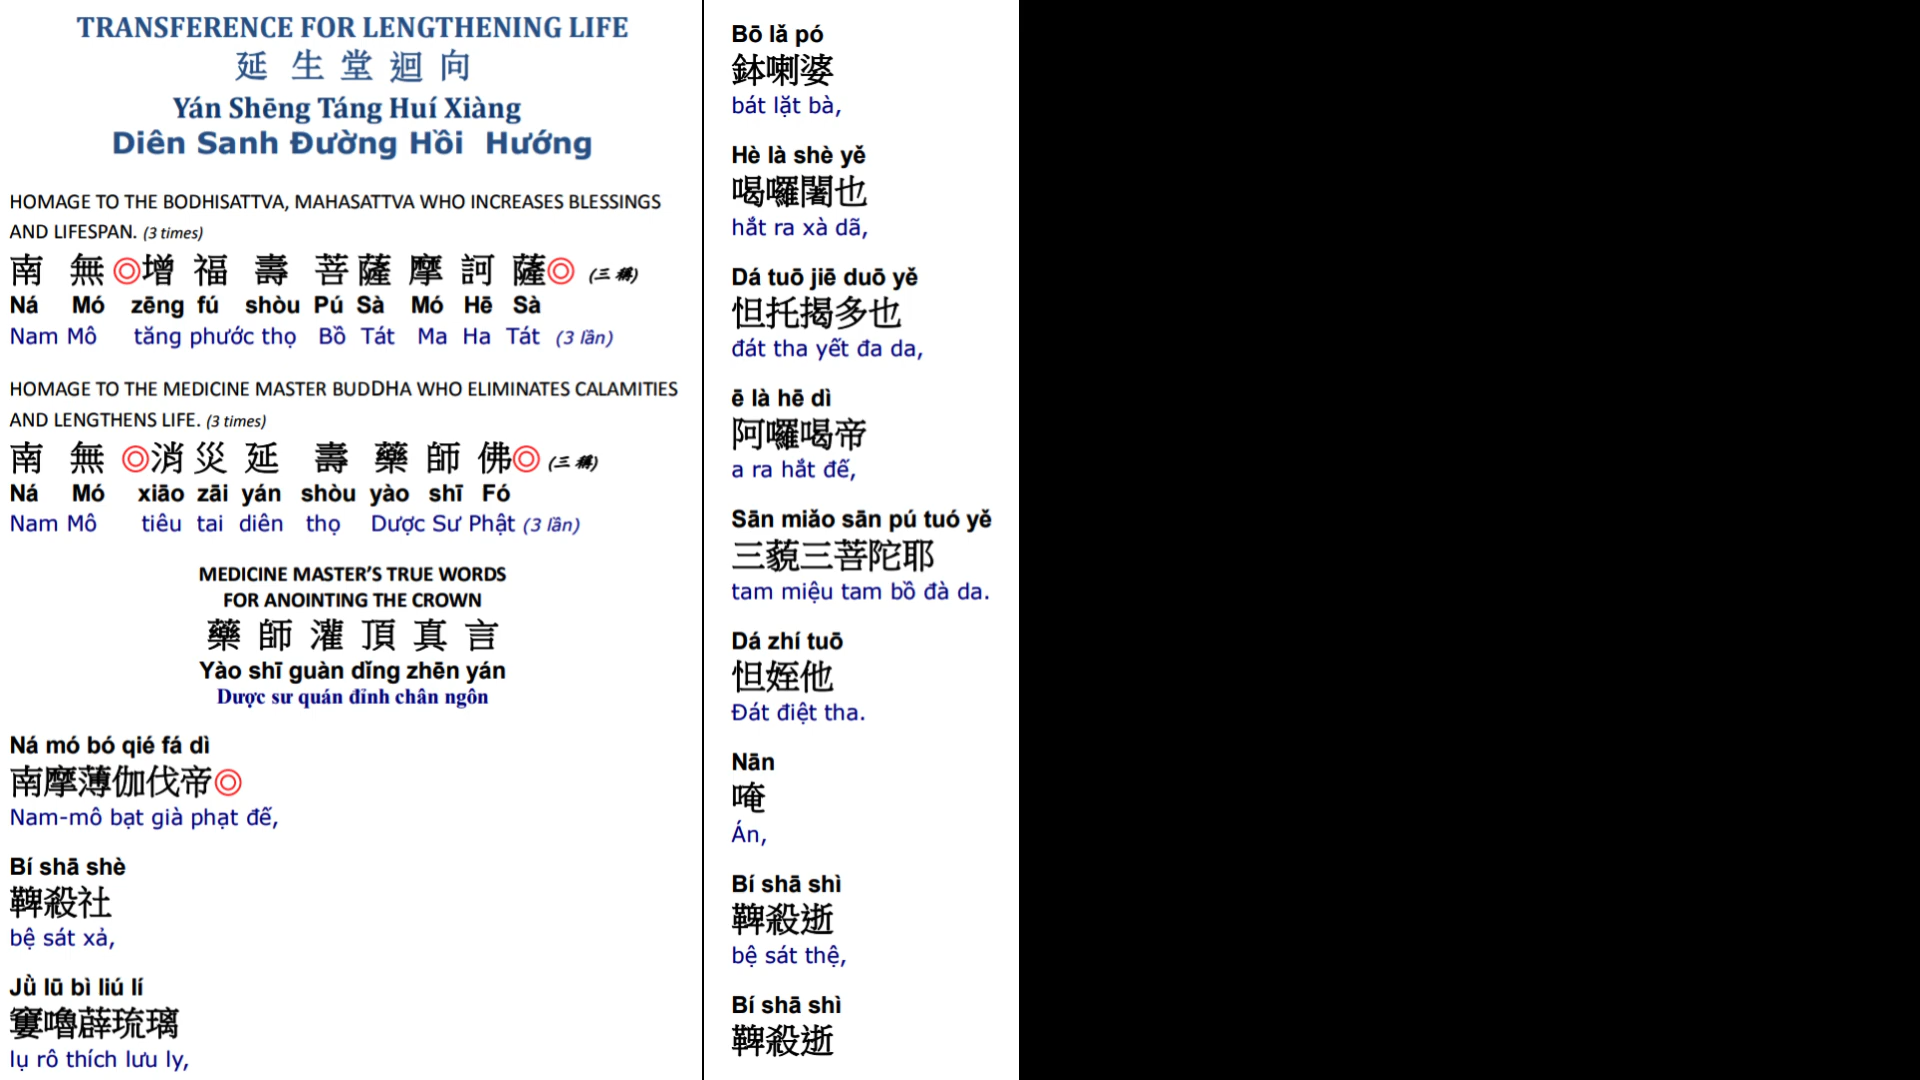 TRANSFERENCE FOR LENGTHENING LIFE
延 生 堂 迴 向
Yán Shēng Táng Huí Xiàng
Diên Sanh Đường Hồi Hướng
HOMAGE TO THE BODHISATTVA, MAHASATTVA WHO INCREASES BLESSINGS
AND LIFESPAN. (3 times)
南 無 ◎增 福 壽 菩 薩 摩 訶 薩◎ (三 稱)
Ná Mó zēng fú shòu Pú Sà Mó Hē Sà
Nam Mô tăng phước thọ Bồ Tát Ma Ha Tát (3 lần)
HOMAGE TO THE MEDICINE MASTER BUDDHA WHO ELIMINATES CALAMITIES
AND LENGTHENS LIFE. (3 times)
南 無 ◎消 災 延 壽 藥 師 佛◎ (三 稱)
Ná Mó xiāo zāi yán shòu yào shī Fó
Nam Mô tiêu tai diên thọ Dược Sư Phật (3 lần)
MEDICINE MASTER'S TRUE WORDS
FOR ANOINTING THE CROWN
藥 師 灌 頂 真 言
Yào shī guàn dǐng zhēn yán
Dược sư quán đỉnh chân ngôn
Ná mó bó qié fá dì
南摩薄伽伐帝◎
Nam-mô bạt già phạt đế,
Bí shā shè
鞞殺社
bệ sát xả,
Jǜ lū bì liú lí
窶嚕薜琉璃
lụ rô thích lưu ly,
Bō lǎ pó
鉢喇婆
bát lặt bà,
Hè là shè yě
喝囉闍也
hắt ra xà dã,
Dá tuō jiē duō yě
怛托揭多也
đát tha yết đa da,
ē là hē dì
阿囉喝帝
a ra hắt đế,
Sān miǎo sān pú tuó yě
三藐三菩陀耶
tam miệu tam bồ đà da.
Dá zhí tuō
怛姪他
Đát điệt tha.
Nān
唵
Án,
Bí shā shì
鞞殺逝
bệ sát thệ,
Bí shā shì
鞞殺逝